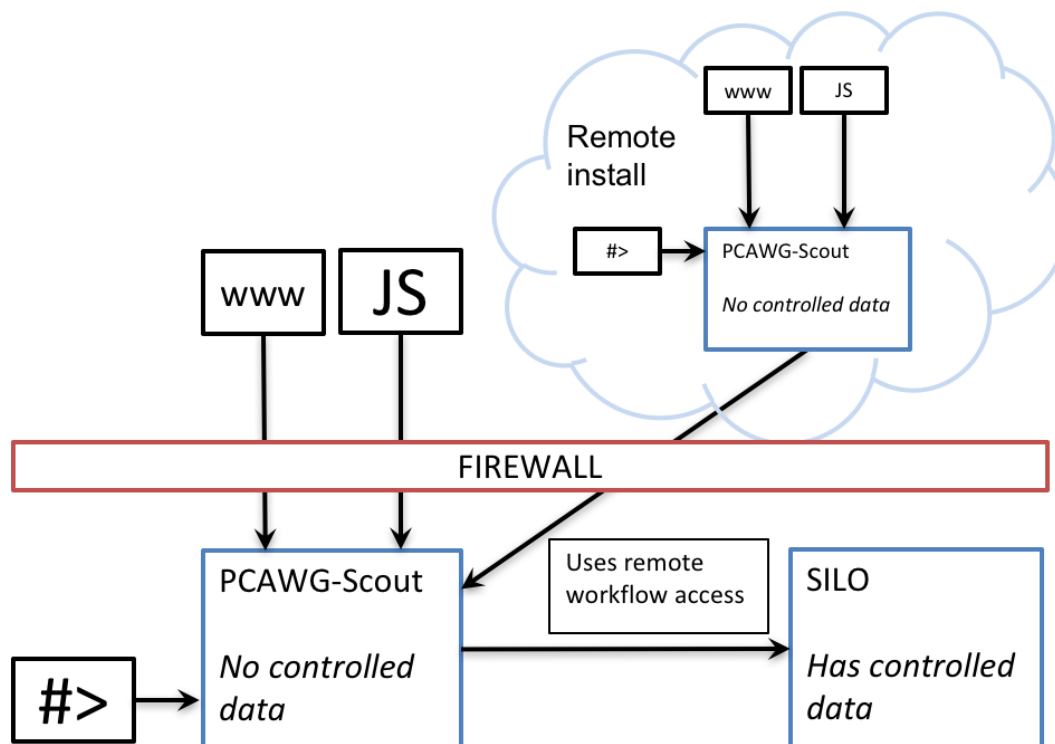 www
JS
Remote
install
#>
PCAWG-Scout
No controlled data
www
JS
FIREWALL
PCAWG-Scout
No controlled
data
#>
Uses remote
workflow access
SILO
Has controlled
data